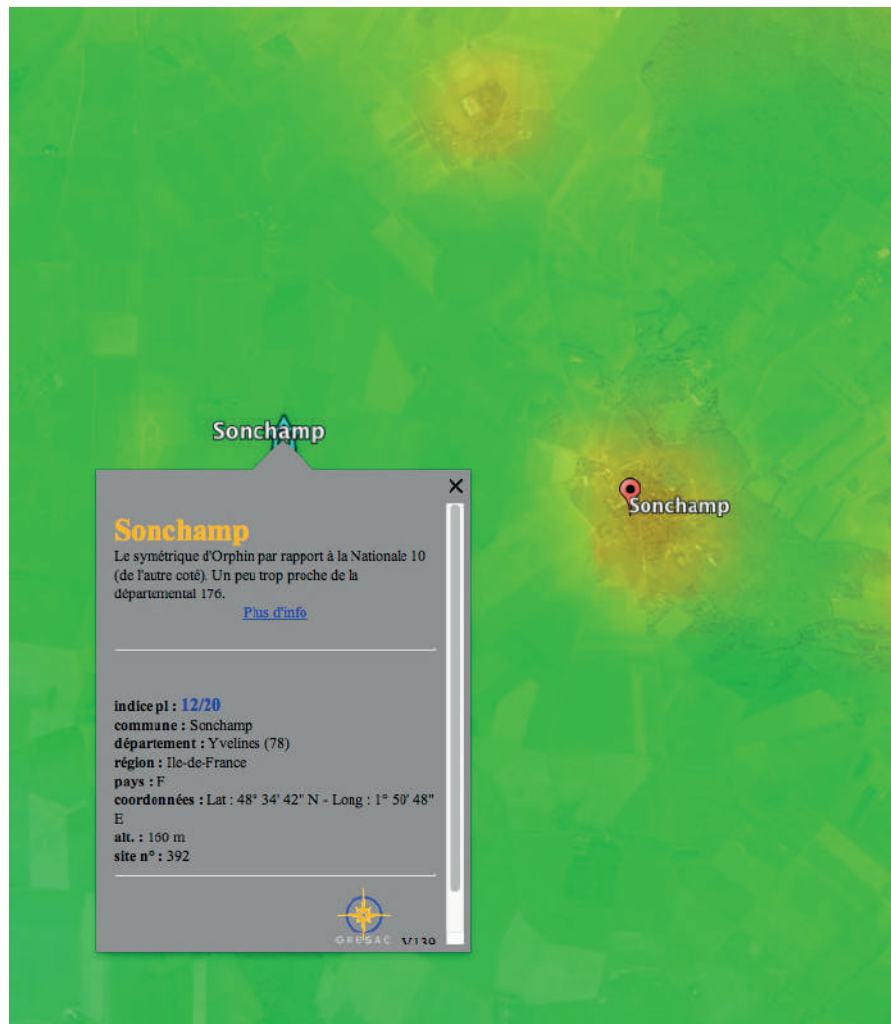 Sonchamp
Sonchamp
Sonchamp
Le symétrique d'Orphin par rapport à la Nationale 10
(de l'autre coté). Un peu trop proche de la
départemental 176.
Plus d'info
indice pl : 12/20
commune : Sonchamp
département : Yvelines (78)
région : Ile-de-France
pays : F
coordonnées : Lat : 48° 34' 42" N - Long : 1° 50' 48"
E
alt. : 160 m
site n° : 392
GRESAC